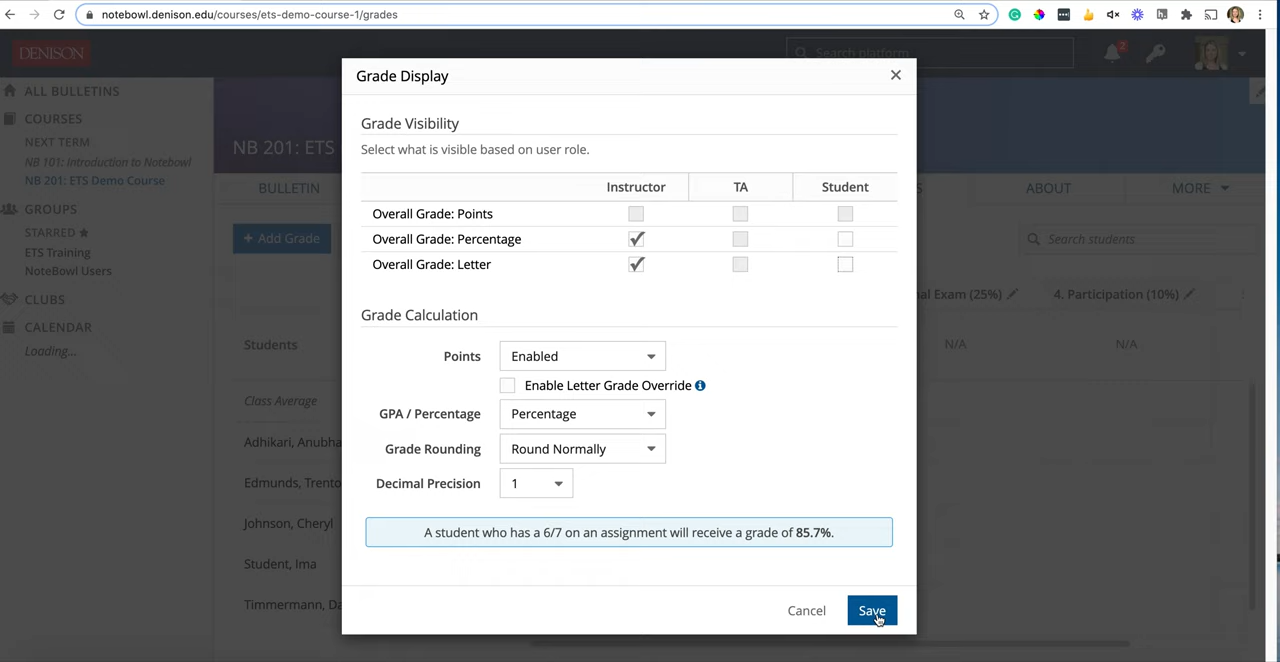 notebowl.denison.edu/courses/ets-demo-course-1/grades
DENISON
Search platform
2
ALL BULLETINS
COURSES
NEXT TERM
NB 101: Introduction to Notebowl
NB 201: ETS Demo Course
GROUPS
STARRED
ETS Training
NoteBowl Users
CLUBS
CALENDAR
Loading...
NB 201: ETS
BULLETIN
ABOUT
MORE
+ Add Grade
Search students
al Exam (25%)
4. Participation (10%)
Students
N/A
N/A
Class Average
Adhikari, Anubha
Edmunds, Trento
Johnson, Cheryl
Student, Ima
Timmermann, Da
Grade Display
Grade Visibility
Select what is visible based on user role.
Instructor TA Student
Overall Grade: Points
Overall Grade: Percentage
Overall Grade: Letter
Grade Calculation
Points Enabled
Enable Letter Grade Override
GPA / Percentage Percentage
Grade Rounding Round Normally
Decimal Precision 1
A student who has a 6/7 on an assignment will receive a grade of 85.7%.
Cancel Save